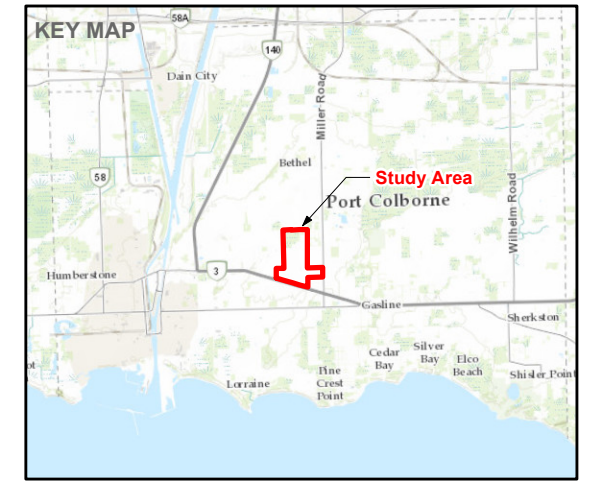 KEY MAP
58A
140
Dain City
Miller Road
Bethel
58
Study Area
Port Colborne
Wilhelm Road
Humberstone
3
Gasline
Sherkston
Cedar
Bay
Silver
Bay
Elco
Beach
Shisler Point
Pine
Crest
Point
Lorraine